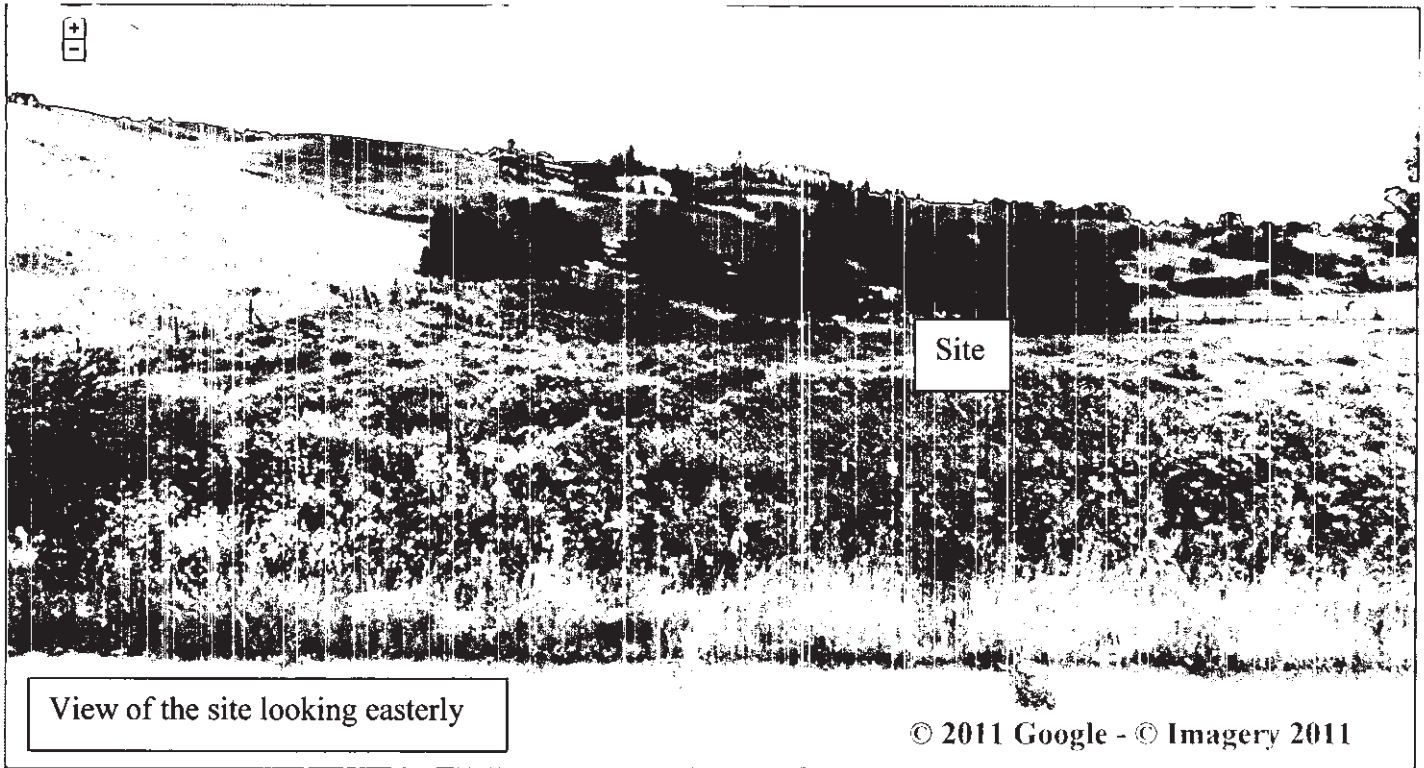 +
-
Site
View of the site looking easterly
© 2011 Google - © Imagery 2011